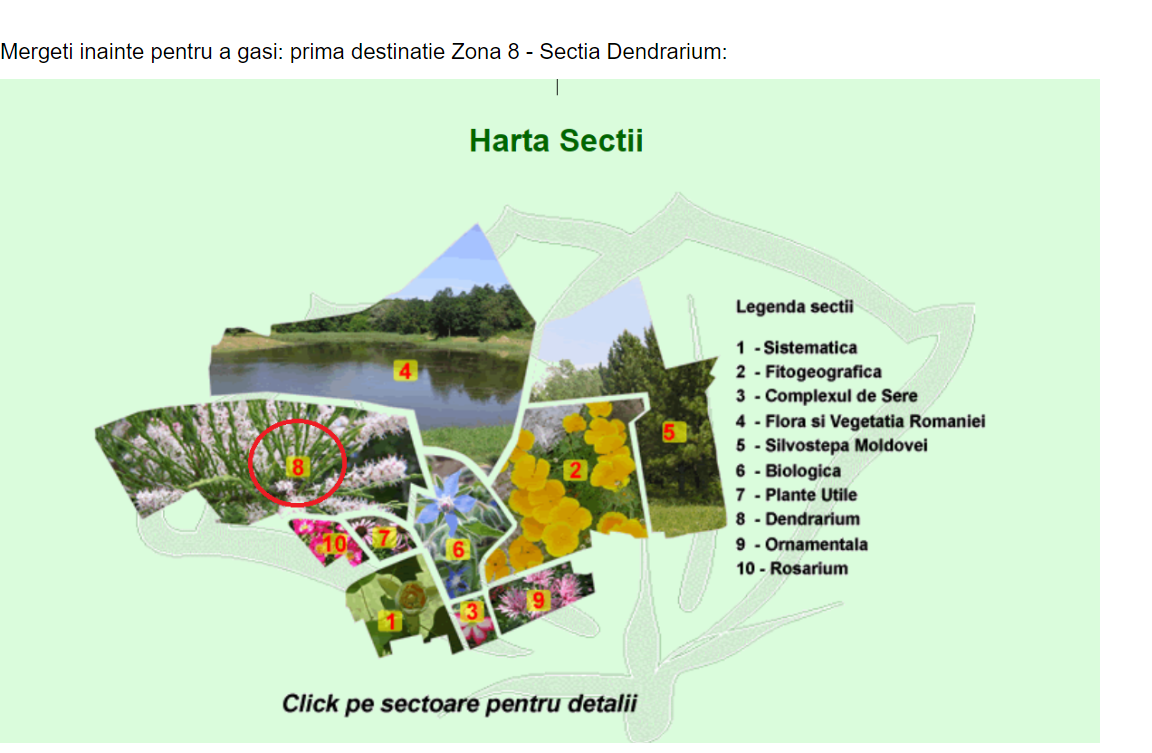 Mergeti inainte pentru a gasi: prima destinatie Zona 8 - Sectia Dendrarium:
Harta Sectii
Legenda sectii
1 - Sistematica
2 - Fitogeografica
3 - Complexul de Sere
4 - Flora si Vegetatia Romaniei
5 - Silvostepa Moldovei
6 - Biologica
7 - Plante Utile
8 - Dendrarium
9 - Ornamentala
10 - Rosarium
4
5
8
2
10
7
6
1
3
9
Click pe sectoare pentru detalii